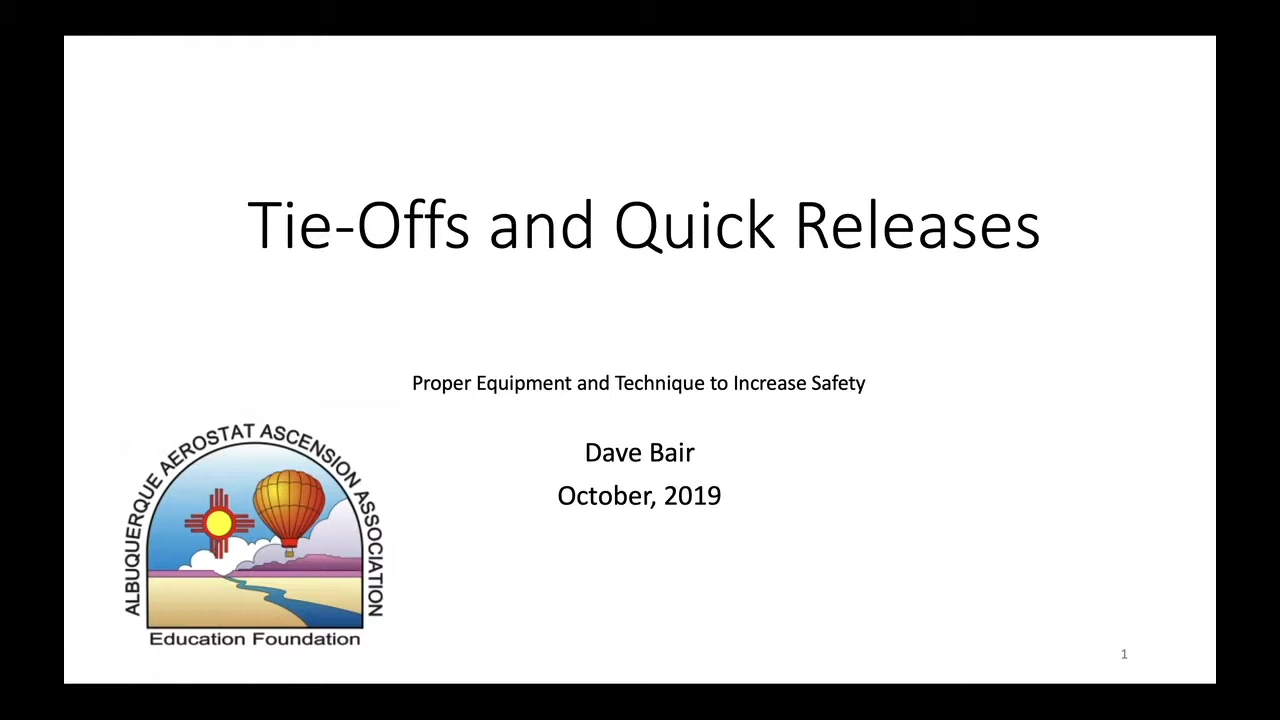 Tie-Offs and Quick Releases
Proper Equipment and Technique to Increase Safety
Dave Bair
October, 2019
ALBUQUERQUE AEROSTAT ASCENSION ASSOCIATION
Education Foundation
1